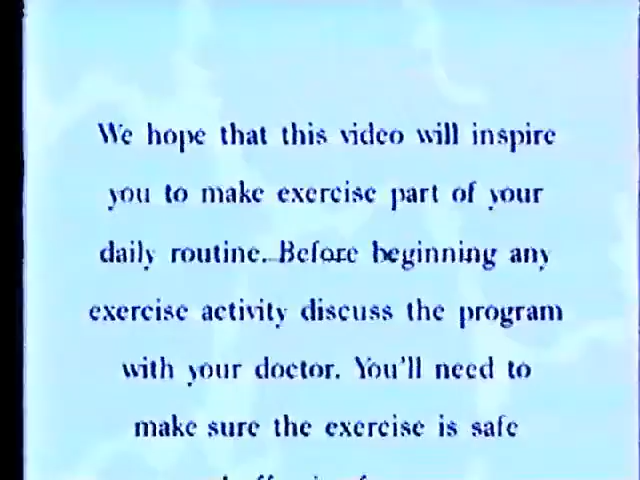 We hope that this video will inspire
you to make exercise part of your
daily routine. Before beginning any
exercise activity discuss the program
with your doctor. You'll need to
make sure the exercise is safe